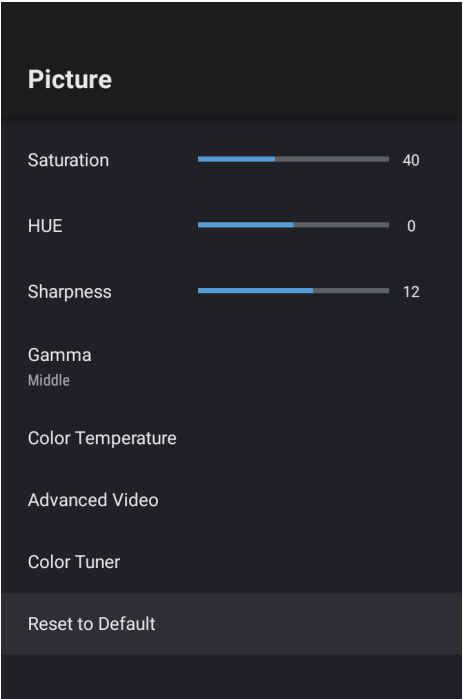 Picture
Saturation 40
HUE 0
Sharpness 12
Gamma
Middle
Color Temperature
Advanced Video
Color Tuner
Reset to Default